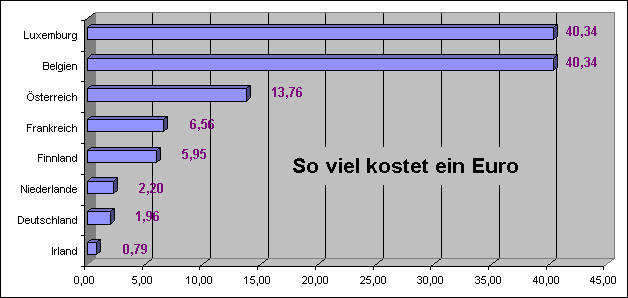 Luxemburg 40,34
Belgien 40,34
Österreich 13,76
Frankreich 6,56
Finnland 5,95
So viel kostet ein Euro
Niederlande 2,20
Deutschland 1,96
Irland 0,79
0,00 5,00 10,00 15,00 20,00 25,00 30,00 35,00 40,00 45,00